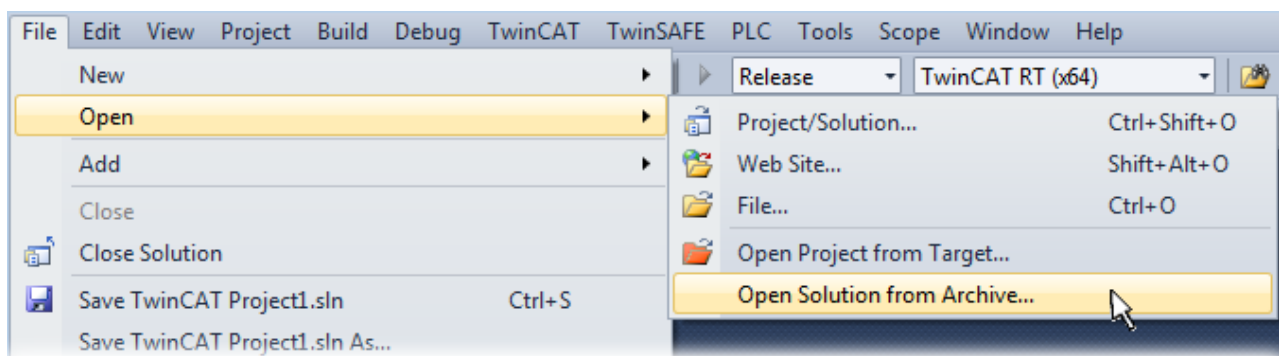 File Edit View Project Build Debug TwinCAT TwinSAFE PLC Tools Scope Window Help
New
Release TwinCAT RT (x64)
Open
Project/Solution... Ctrl+Shift+O
Add
Web Site... Shift+Alt+O
Close
File... Ctrl+O
Close Solution
Open Project from Target...
Save TwinCAT Project1.sln Ctrl+S
Open Solution from Archive...
Save TwinCAT Project1.sln As...